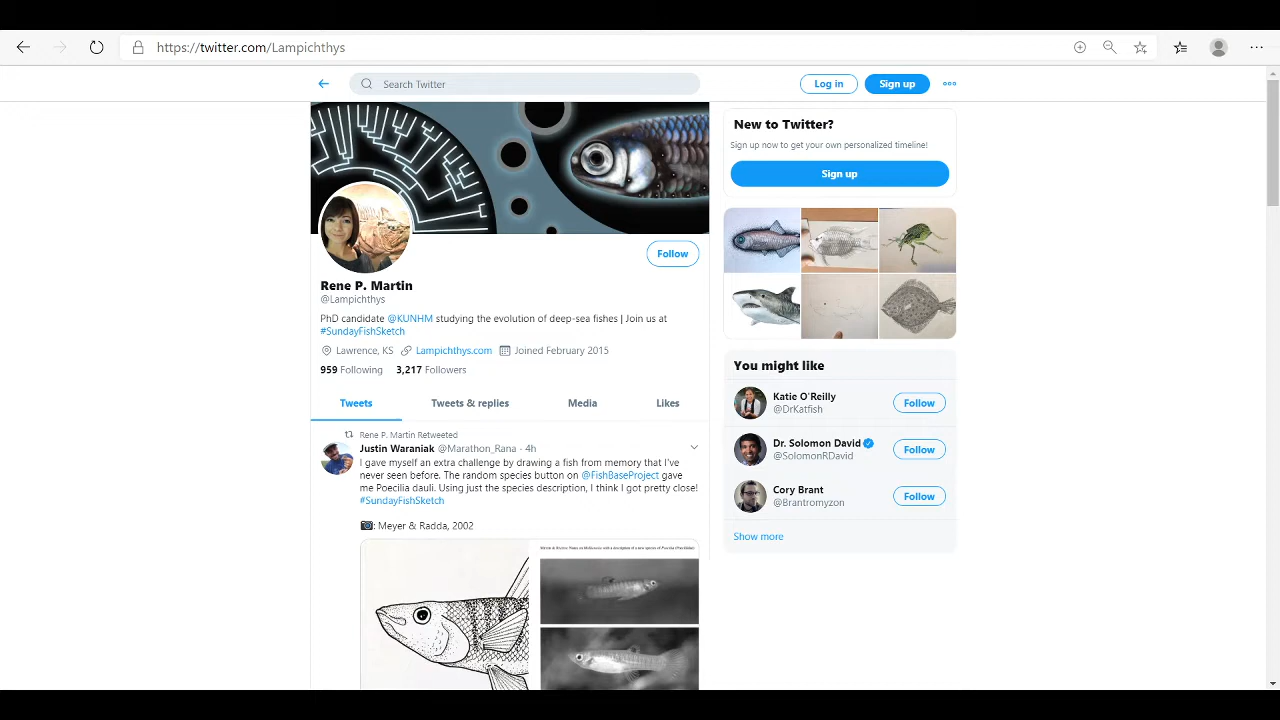 https://twitter.com/Lampichthys
Search Twitter
Log in
Sign up
Rene P. Martin
@Lampichthys
Follow
PhD candidate @KUNHM studying the evolution of deep-sea fishes | Join us at
#SundayFishSketch
Lawrence, KS Lampichthys.com Joined February 2015
959 Following 3,217 Followers
Tweets Tweets & replies Media Likes
Rene P. Martin Retweeted
Justin Waraniak @Marathon_Rana · 4h
I gave myself an extra challenge by drawing a fish from memory that I've
never seen before. The random species button on @FishBaseProject gave
me Poecilia dauli. Using just the species description, I think I got pretty close!
#SundayFishSketch
: Meyer & Radda, 2002
New to Twitter?
Sign up now to get your own personalized timeline!
Sign up
You might like
Katie O'Reilly
@DrKatfish
Follow
Dr. Solomon David
@SolomonRDavid
Follow
Cory Brant
@Brantromyzon
Follow
Show more